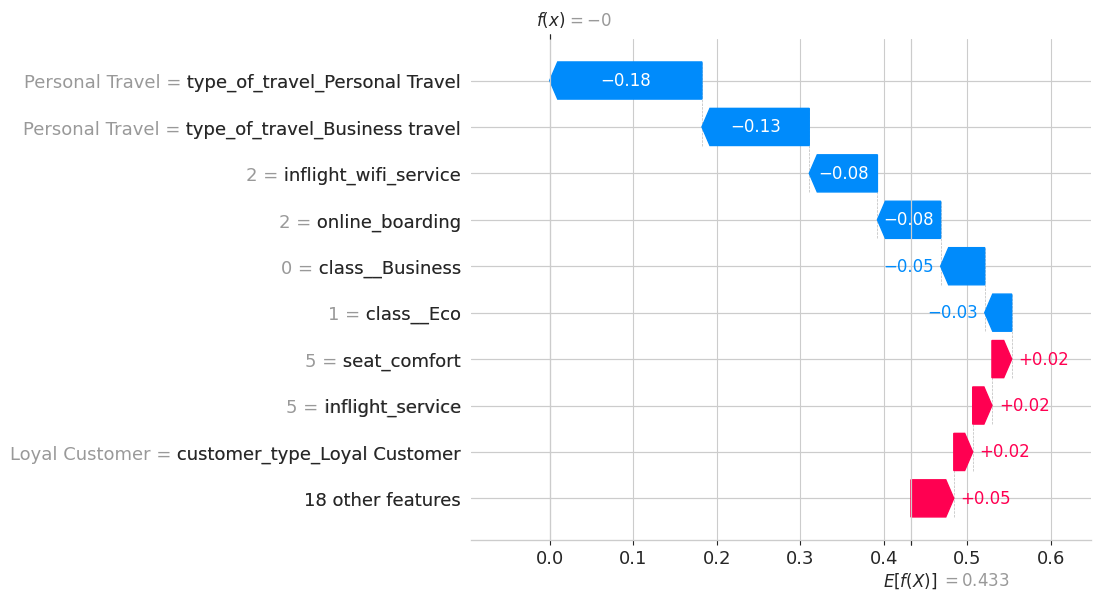 f(x) = −0
Personal Travel = type_of_travel_Personal Travel
−0.18
Personal Travel = type_of_travel_Business travel
−0.13
2 = inflight_wifi_service
−0.08
2 = online_boarding
−0.08
0 = class__Business
−0.05
1 = class__Eco
−0.03
5 = seat_comfort
+0.02
5 = inflight_service
+0.02
Loyal Customer = customer_type_Loyal Customer
+0.02
18 other features
+0.05
0.0 0.1 0.2 0.3 0.4 0.5 0.6
E[f(X)] = 0.433